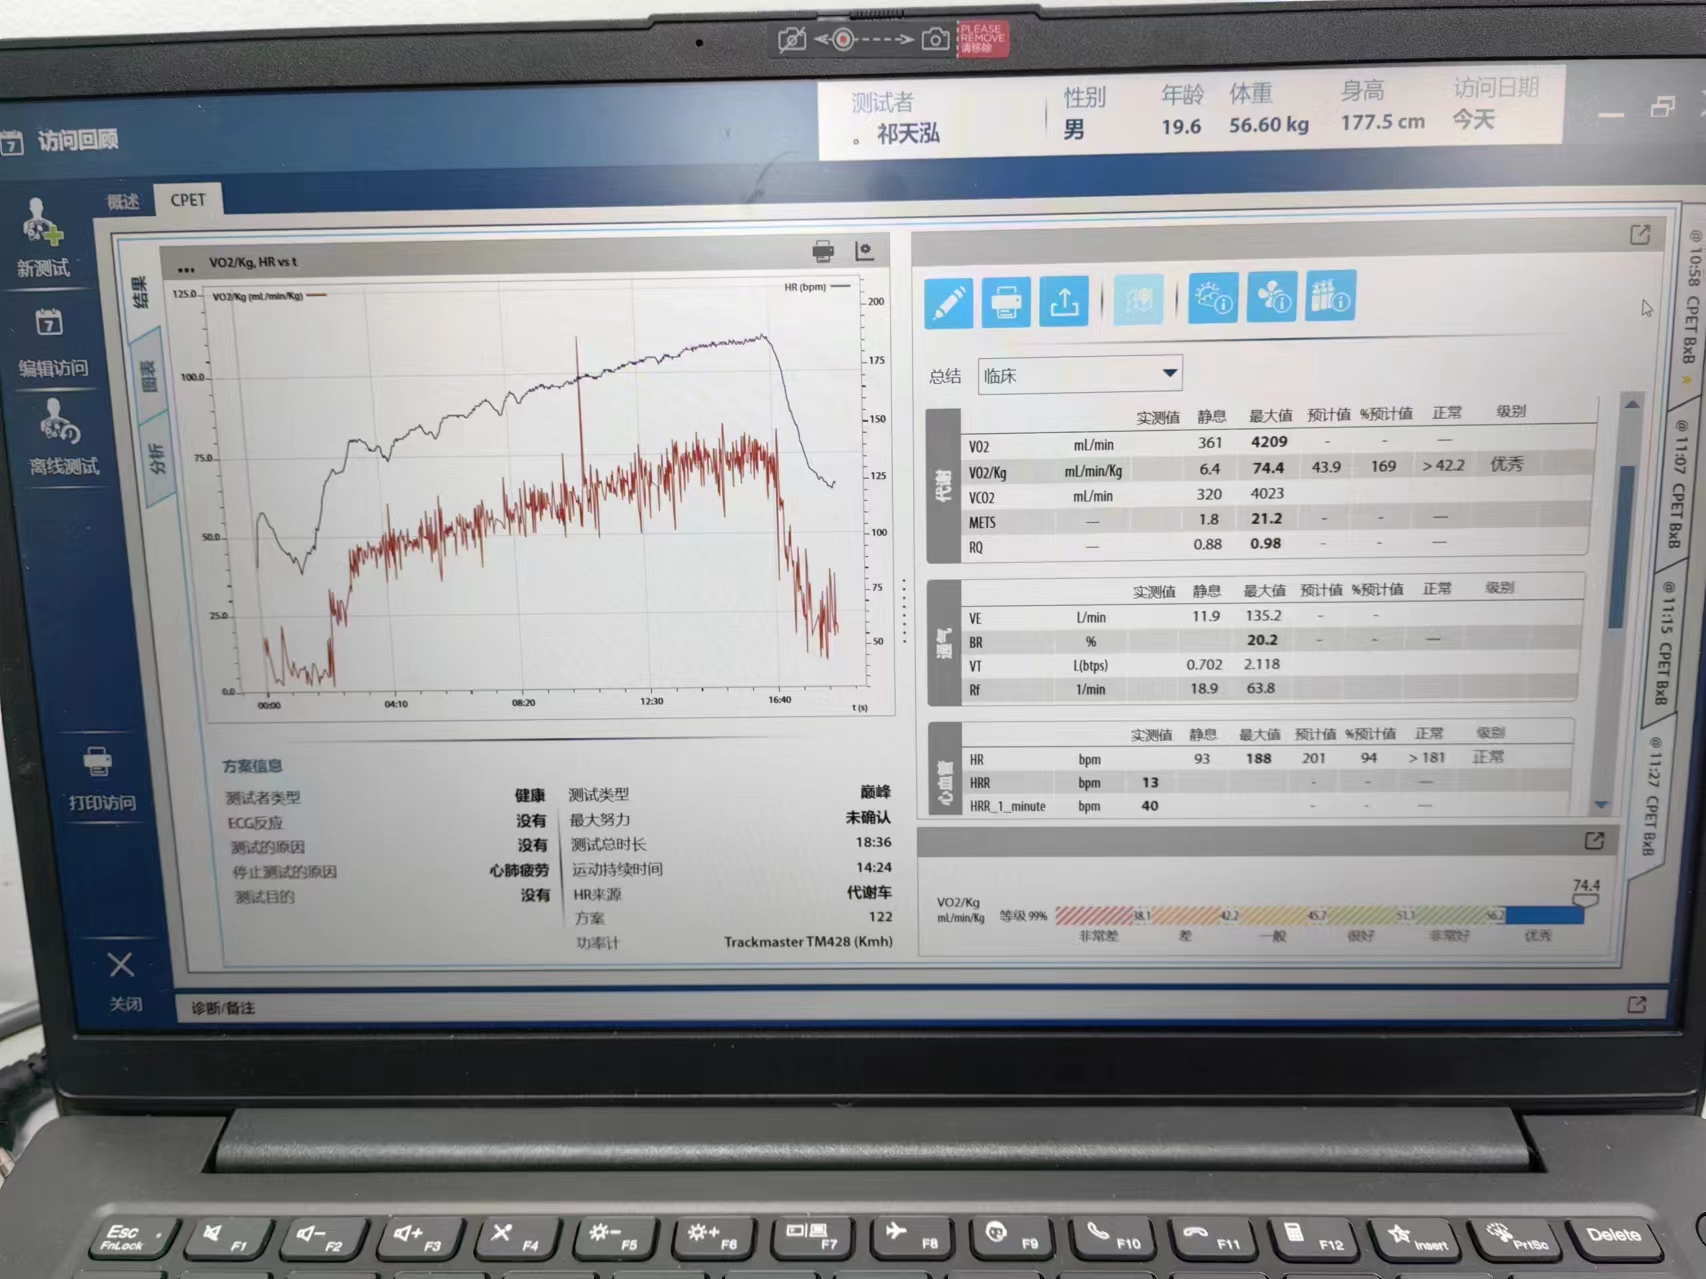 PLEASE
REMOVE
请移除
访问回顾
测试者 性别 年龄 体重 身高 访问日期
。祁天泓 男 19.6 56.60 kg 177.5 cm 今天
新测试
编辑访问
离线测试
打印访问
关闭
概述 CPET
结果
图表
分析
VO2/Kg, HR vs t
VO2/Kg (mL/min/Kg) HR (bpm)
125.0
100.0
75.0
50.0
25.0
0.0
200
175
150
125
100
75
50
00:00 04:10 08:20 12:30 16:40 t (s)
方案信息
测试者类型 健康
ECG反应 没有
测试的原因 没有
停止测试的原因 心肺疲劳
测试目的 没有
测试类型 巅峰
最大努力 未确认
测试总时长 18:36
运动持续时间 14:24
HR来源 代谢车
方案 122
功率计 Trackmaster TM428 (Kmh)
诊断/备注
总结 临床
代谢
实测值 静息 最大值 预计值 %预计值 正常 级别
VO2 mL/min 361 4209 - - —
VO2/Kg mL/min/Kg 6.4 74.4 43.9 169 > 42.2 优秀
VCO2 mL/min 320 4023
METS — 1.8 21.2 - - —
RQ — 0.88 0.98 - - —
通气
实测值 静息 最大值 预计值 %预计值 正常 级别
VE L/min 11.9 135.2 - -
BR % 20.2 - - —
VT L(btps) 0.702 2.118
Rf 1/min 18.9 63.8
心血管
实测值 静息 最大值 预计值 %预计值 正常 级别
HR bpm 93 188 201 94 > 181 正常
HRR bpm 13 - - —
HRR_1_minute bpm 40 - - —
74.4
VO2/Kg
mL/min/Kg 等级 99% 38.1 42.2 45.7 51.1 56.2
非常差 差 一般 很好 非常好 优秀
@ 10:58 CPET BxB
@ 11:07 CPET BxB
@ 11:15 CPET BxB
@ 11:27 CPET BxB
Esc F1 F2 F3 F4 F5 F6 F7 F8 F9 F10 F11 F12 Insert PrtSc Delete
FnLock